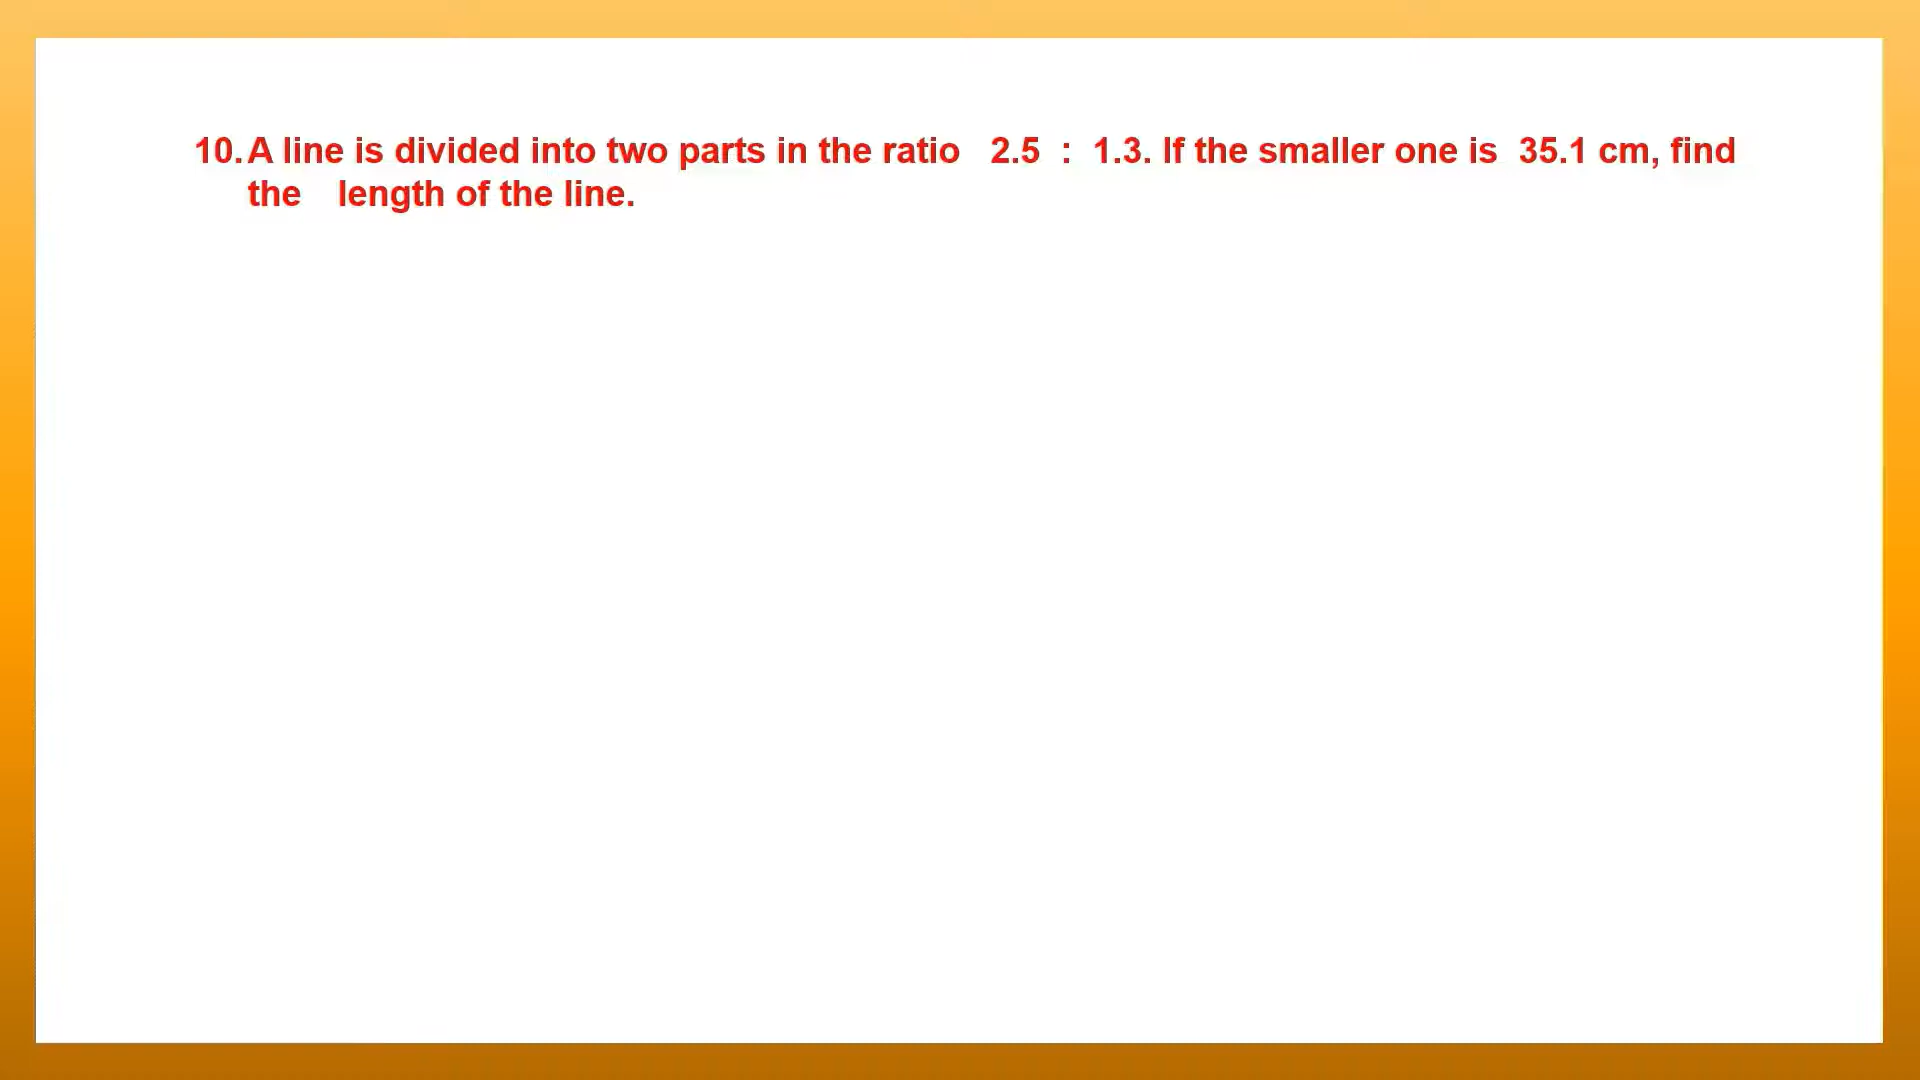 10. A line is divided into two parts in the ratio 2.5 : 1.3. If the smaller one is 35.1 cm, find
the length of the line.